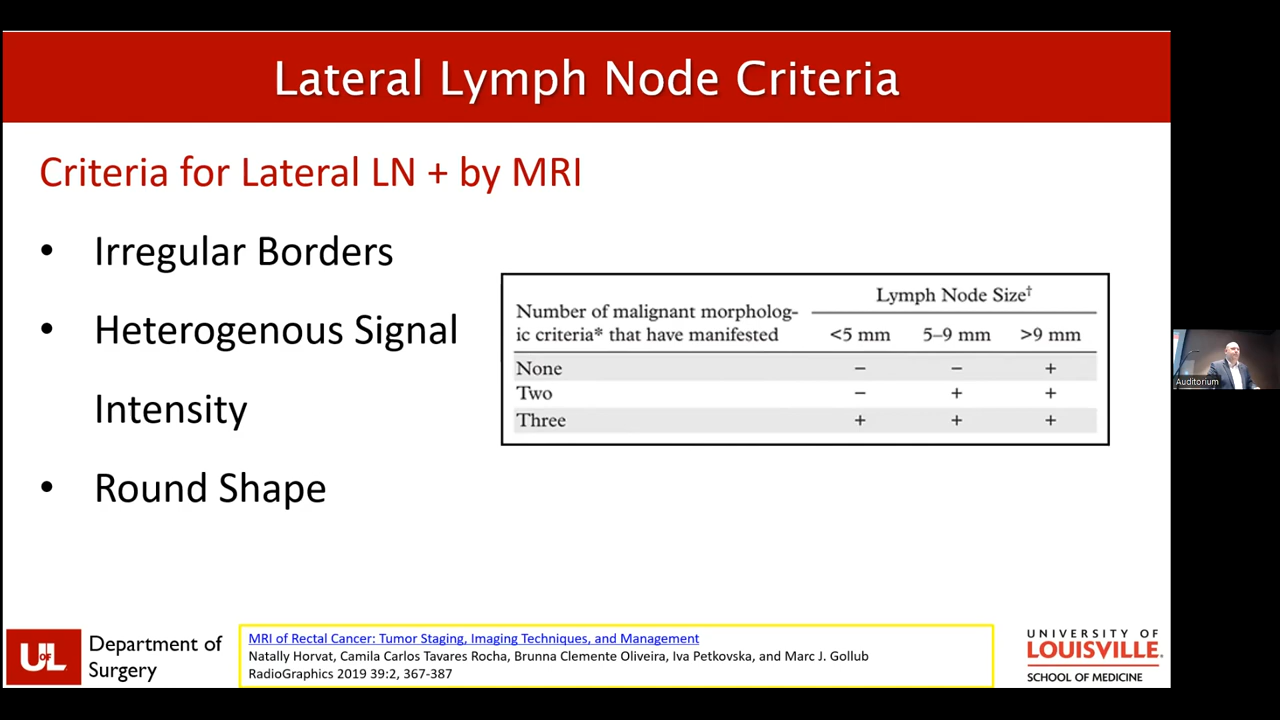 Lateral Lymph Node Criteria
Criteria for Lateral LN + by MRI
• Irregular Borders
• Heterogenous Signal
Intensity
• Round Shape
Lymph Node Size†
Number of malignant morpholog-
ic criteria* that have manifested
<5 mm 5–9 mm >9 mm
None – – +
Two – + +
Three + + +
Auditorium
UofL
Department of
Surgery
MRI of Rectal Cancer: Tumor Staging, Imaging Techniques, and Management
Natally Horvat, Camila Carlos Tavares Rocha, Brunna Clemente Oliveira, Iva Petkovska, and Marc J. Gollub
RadioGraphics 2019 39:2, 367-387
UNIVERSITY OF
LOUISVILLE.
SCHOOL OF MEDICINE